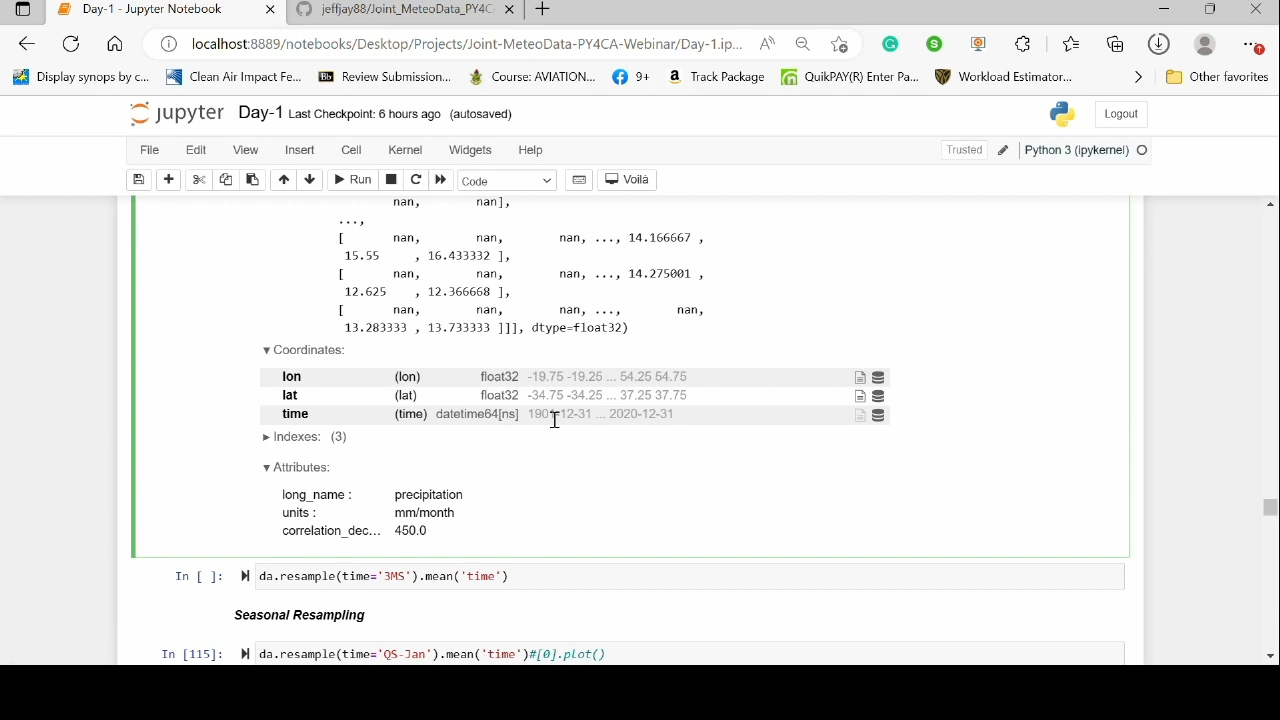 Day-1 - Jupyter Notebook
jeffjay88/Joint_MeteoData_PY4C
localhost:8889/notebooks/Desktop/Projects/Joint-MeteoData-PY4CA-Webinar/Day-1.ip...
Display synops by c...
Clean Air Impact Fe...
Bb Review Submission...
Course: AVIATION...
9+
a TrackPackage
QuikPAY(R) Enter Pa...
Workload Estimator...
Other favorites
jupyter Day-1 Last Checkpoint: 6 hours ago (autosaved)
Logout
File Edit View Insert Cell Kernel Widgets Help
Trusted
Python 3 (ipykernel)
Run
Code
Voilà
nan, nan],
...,
[ nan, nan, nan, ..., 14.166667 ,
15.55 , 16.433332 ],
[ nan, nan, nan, ..., 14.275001 ,
12.625 , 12.366668 ],
[ nan, nan, nan, ..., nan,
13.283333 , 13.733333 ]]], dtype=float32)
▼ Coordinates:
lon (lon) float32 -19.75 -19.25 ... 54.25 54.75
lat (lat) float32 -34.75 -34.25 ... 37.25 37.75
time (time) datetime64[ns] -12-31 ... 2020-12-31
► Indexes: (3)
▼ Attributes:
long_name : precipitation
units : mm/month
correlation_dec... 450.0
In [ ]: da.resample(time='3MS').mean('time')
Seasonal Resampling
In [115]: da.resample(time='QS-Jan').mean('time')#[0].plot()